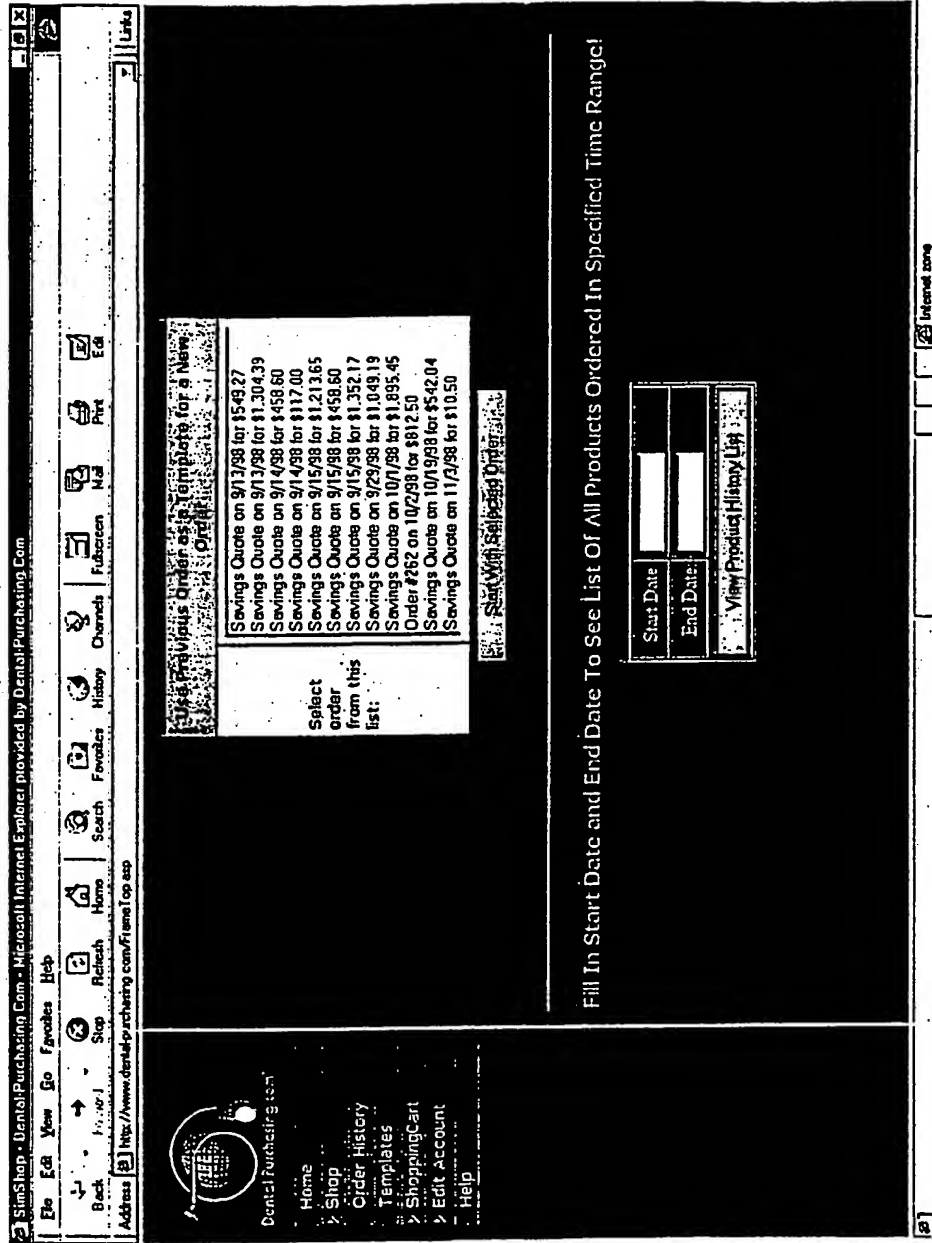 SimShop - Dental-Purchasing.Com - Microsoft Internet Explorer provided by Dental-Purchasing.Com
File Edit View Go Favorites Help
Back Stop Refresh Home Search Favorites History Channels Fullscreen Mail Print Edit
Address http://www.dental-purchasing.com/FrameTop.asp Links
Dental Purchasing.com
Home
Shop
Order History
Templates
ShoppingCart
Edit Account
Help
Use Previous Order as a Template for a New Order
Select order from this list:
Savings Quote on 9/13/98 for $549.27
Savings Quote on 9/13/98 for $1,304.39
Savings Quote on 9/14/98 for $458.60
Savings Quote on 9/14/98 for $117.00
Savings Quote on 9/15/98 for $1,213.65
Savings Quote on 9/15/98 for $458.60
Savings Quote on 9/15/98 for $1,352.17
Savings Quote on 9/29/98 for $1,049.19
Savings Quote on 10/1/98 for $1,895.45
Order #262 on 10/2/98 for $812.50
Savings Quote on 10/19/98 for $542.04
Savings Quote on 11/3/98 for $10.50
Start With Selected Order
Fill In Start Date and End Date To See List Of All Products Ordered In Specified Time Range!
Start Date
End Date
View Product History List
Internet zone